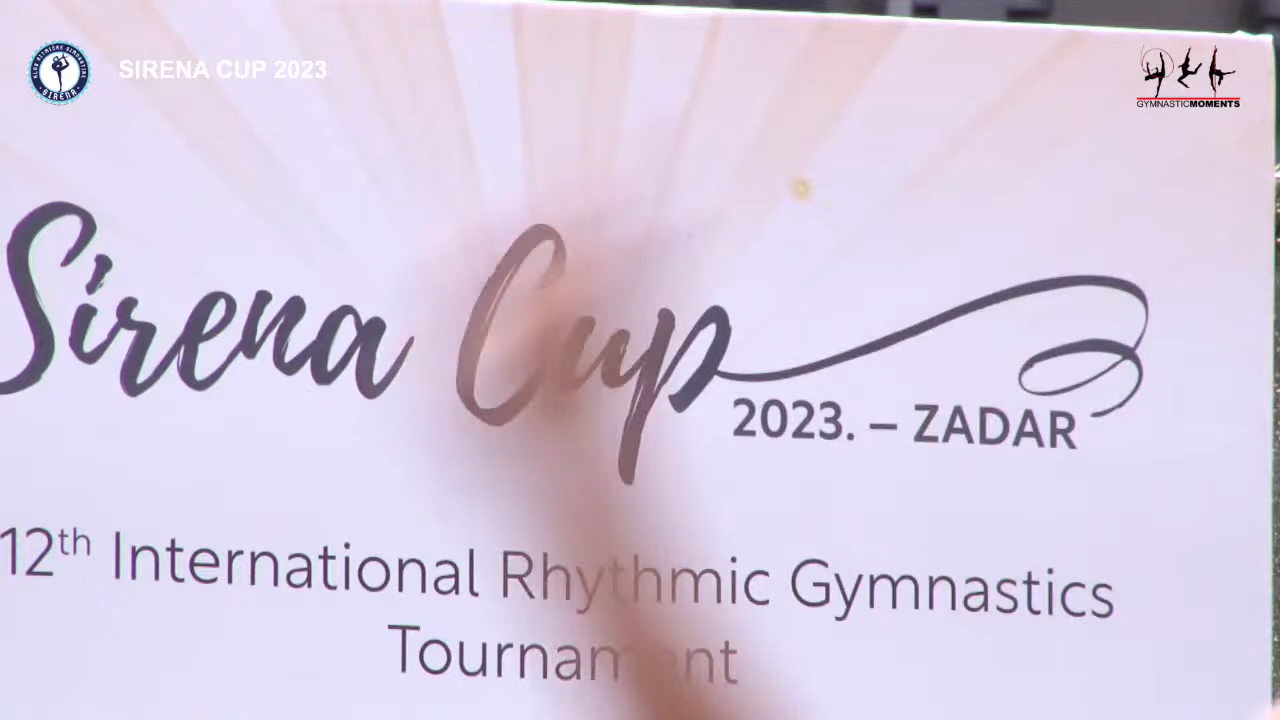 SIRENA CUP 2023
GYMNASTICMOMENTS
Sirena Cup
2023. – ZADAR
12th International Rhythmic Gymnastics
Tournament